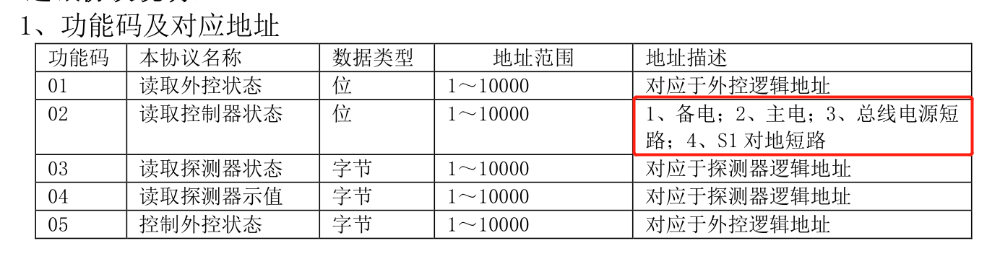 1、功能码及对应地址
功能码 本协议名称 数据类型 地址范围 地址描述
01 读取外控状态 位 1～10000 对应于外控逻辑地址
02 读取控制器状态 位 1～10000 1、备电；2、主电；3、总线电源短
路；4、S1 对地短路
03 读取探测器状态 字节 1～10000 对应于探测器逻辑地址
04 读取探测器示值 字节 1～10000 对应于探测器逻辑地址
05 控制外控状态 字节 1～10000 对应于外控逻辑地址